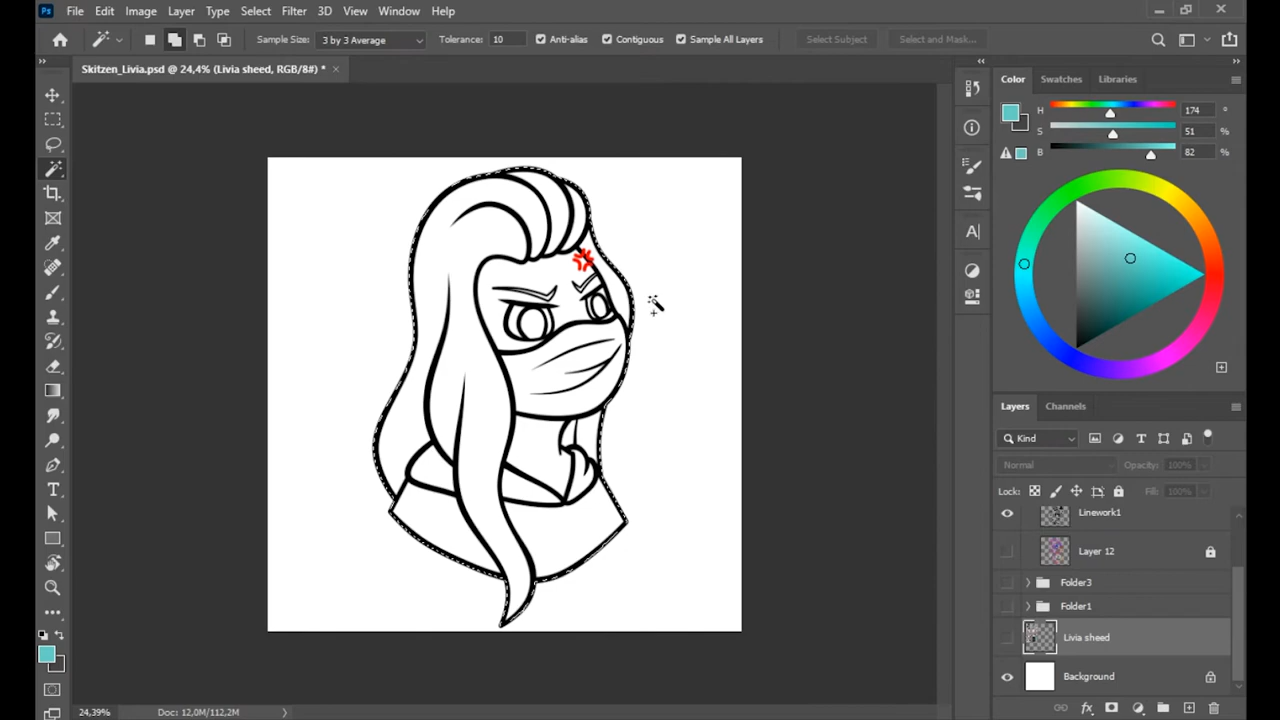 Ps File Edit Image Layer Type Select Filter 3D View Window Help
Sample Size: 3 by 3 Average Tolerance: 10 Anti-alias Contiguous Sample All Layers Select Subject Select and Mask...
Skitzen_Livia.psd @ 24,4% (Livia sheed, RGB/8#) * ×
Color Swatches Libraries
H 174 °
S 51 %
B 82 %
A|
Layers Channels
Kind T
Normal Opacity: 100%
Lock: Fill: 100%
Linework1
Layer 12
Folder3
Folder1
Livia sheed
Background
fx
T
24,39% Doc: 12,0M/112,2M